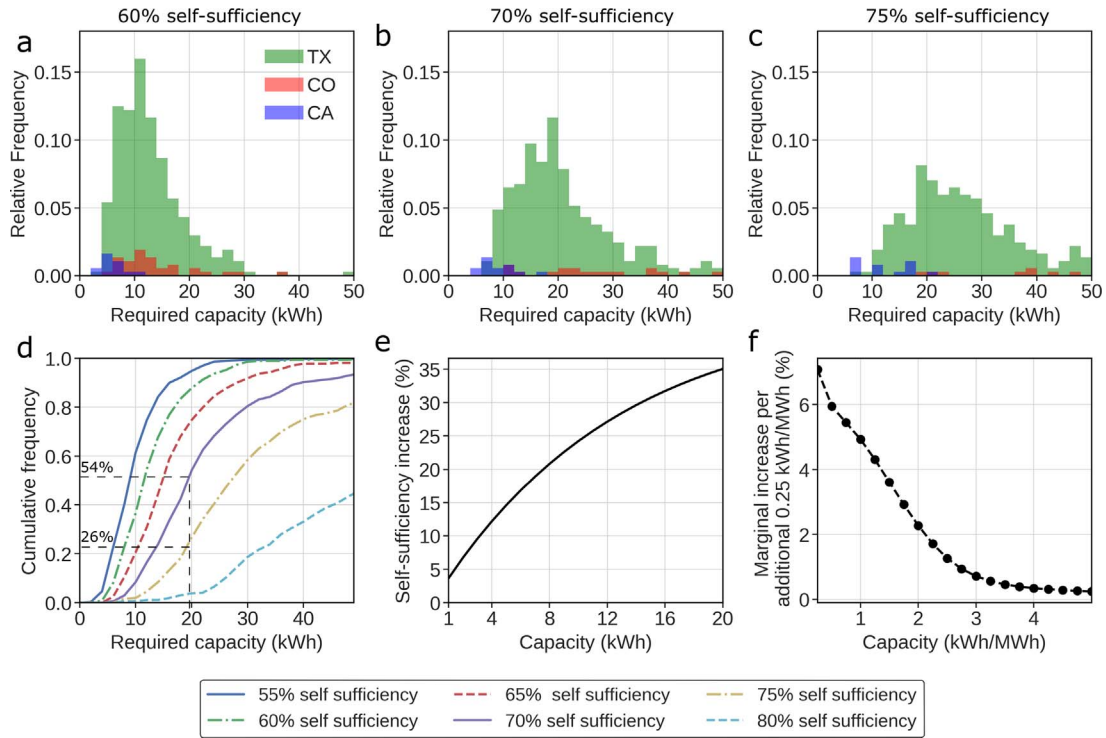 60% self-sufficiency
70% self-sufficiency
75% self-sufficiency
a
b
c
TX
CO
CA
Relative Frequency
0.15
0.10
0.05
0.00
0 10 20 30 40 50
Required capacity (kWh)
Relative Frequency
0.15
0.10
0.05
0.00
0 10 20 30 40 50
Required capacity (kWh)
Relative Frequency
0.15
0.10
0.05
0.00
0 10 20 30 40 50
Required capacity (kWh)
d
e
f
Cumulative frequency
1.0
0.8
0.6
54%
0.4
26%
0.2
0.0
0 10 20 30 40
Required capacity (kWh)
Self-sufficiency increase (%)
35
30
25
20
15
10
5
0
1 4 8 12 16 20
Capacity (kWh)
Marginal increase per
additional 0.25 kWh/MWh (%)
6
4
2
0
1 2 3 4
Capacity (kWh/MWh)
55% self sufficiency
65% self sufficiency
75% self sufficiency
60% self sufficiency
70% self sufficiency
80% self sufficiency